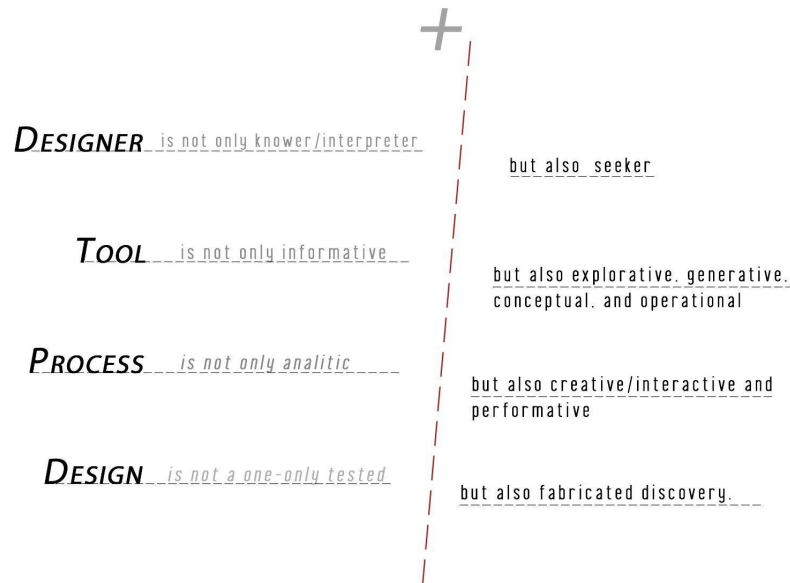 +
DESIGNER is not only knower/interpreter
but also seeker
TOOL is not only informative
but also explorative, generative,
conceptual, and operational
PROCESS is not only analitic
but also creative/interactive and
performative
DESIGN is not a one-only tested
but also fabricated discovery.